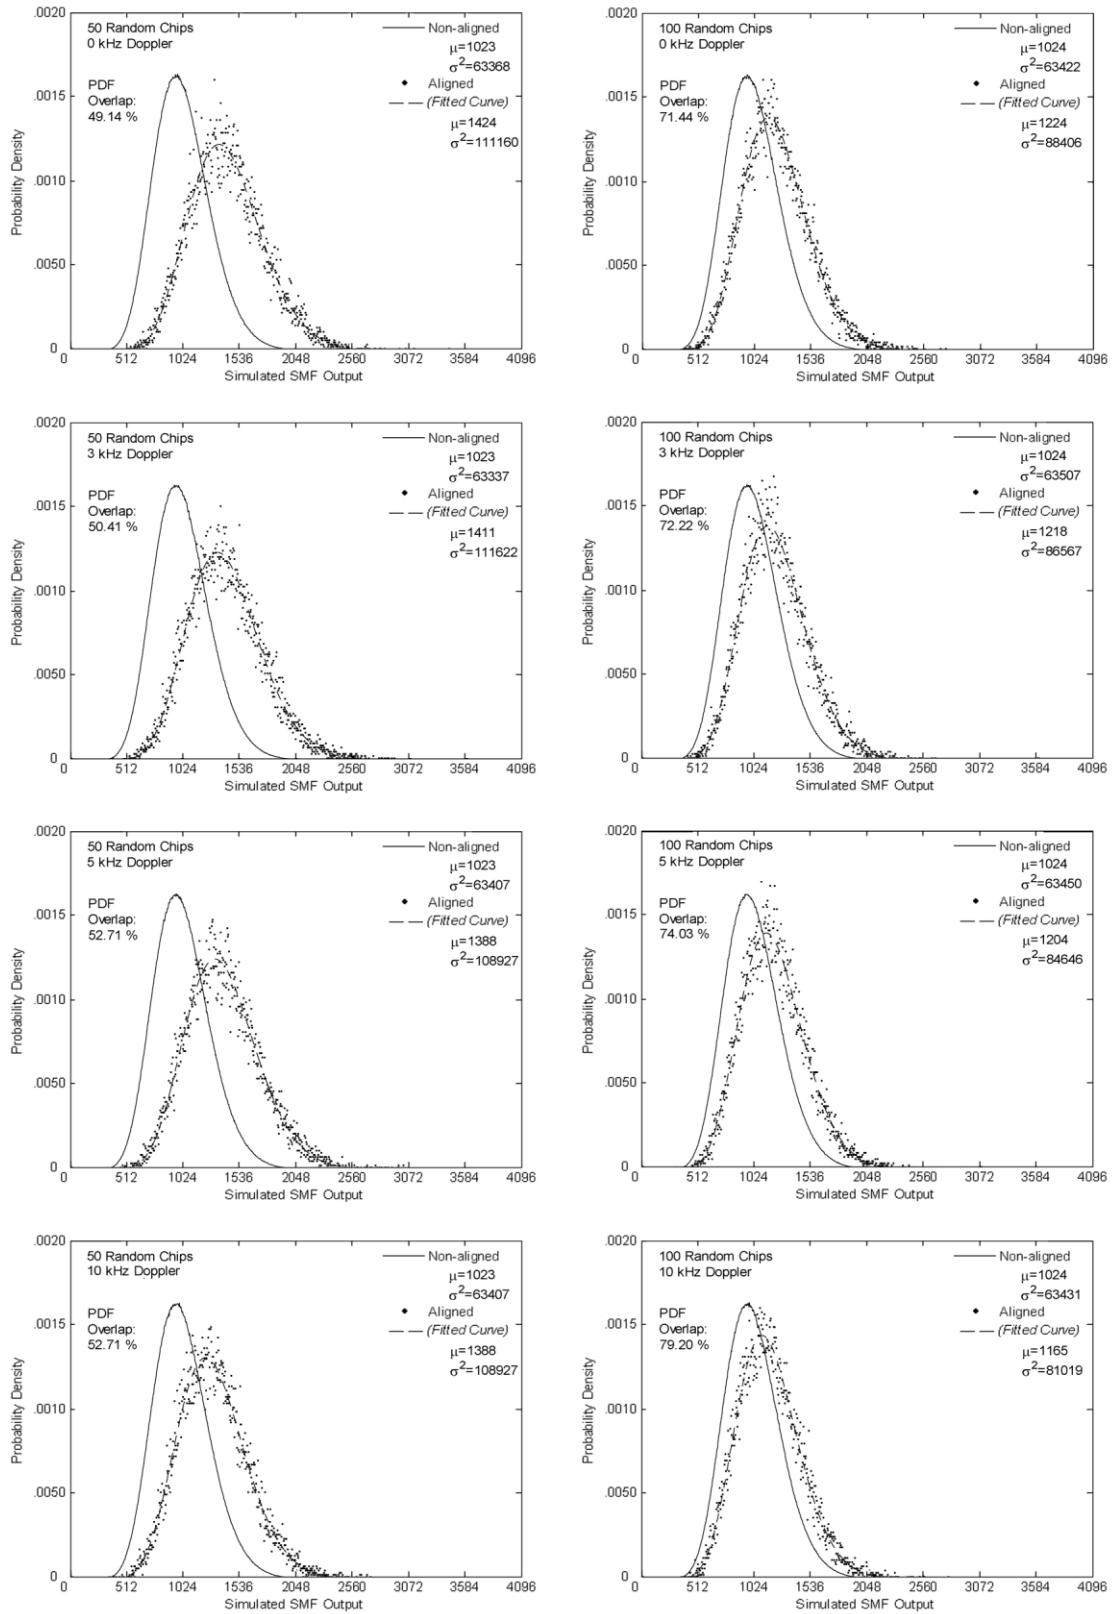 .0020
50 Random Chips
0 kHz Doppler
Non-aligned
μ=1023
σ²=63368
PDF
Overlap:
49.14 %
Aligned
(Fitted Curve)
μ=1424
σ²=111160
.0015
.0010
.0050
0
Probability Density
0 512 1024 1536 2048 2560 3072 3584 4096
Simulated SMF Output
.0020
100 Random Chips
0 kHz Doppler
Non-aligned
μ=1024
σ²=63422
PDF
Overlap:
71.44 %
Aligned
(Fitted Curve)
μ=1224
σ²=88406
.0015
.0010
.0050
0
Probability Density
0 512 1024 1536 2048 2560 3072 3584 4096
Simulated SMF Output
.0020
50 Random Chips
3 kHz Doppler
Non-aligned
μ=1023
σ²=63337
PDF
Overlap:
50.41 %
Aligned
(Fitted Curve)
μ=1411
σ²=111622
.0015
.0010
.0050
0
Probability Density
0 512 1024 1536 2048 2560 3072 3584 4096
Simulated SMF Output
.0020
100 Random Chips
3 kHz Doppler
Non-aligned
μ=1024
σ²=63507
PDF
Overlap:
72.22 %
Aligned
(Fitted Curve)
μ=1218
σ²=86567
.0015
.0010
.0050
0
Probability Density
0 512 1024 1536 2048 2560 3072 3584 4096
Simulated SMF Output
.0020
50 Random Chips
5 kHz Doppler
Non-aligned
μ=1023
σ²=63407
PDF
Overlap:
52.71 %
Aligned
(Fitted Curve)
μ=1388
σ²=108927
.0015
.0010
.0050
0
Probability Density
0 512 1024 1536 2048 2560 3072 3584 4096
Simulated SMF Output
.0020
100 Random Chips
5 kHz Doppler
Non-aligned
μ=1024
σ²=63450
PDF
Overlap:
74.03 %
Aligned
(Fitted Curve)
μ=1204
σ²=84646
.0015
.0010
.0050
0
Probability Density
0 512 1024 1536 2048 2560 3072 3584 4096
Simulated SMF Output
.0020
50 Random Chips
10 kHz Doppler
Non-aligned
μ=1023
σ²=63407
PDF
Overlap:
52.71 %
Aligned
(Fitted Curve)
μ=1388
σ²=108927
.0015
.0010
.0050
0
Probability Density
0 512 1024 1536 2048 2560 3072 3584 4096
Simulated SMF Output
.0020
100 Random Chips
10 kHz Doppler
Non-aligned
μ=1024
σ²=63431
PDF
Overlap:
79.20 %
Aligned
(Fitted Curve)
μ=1165
σ²=81019
.0015
.0010
.0050
0
Probability Density
0 512 1024 1536 2048 2560 3072 3584 4096
Simulated SMF Output